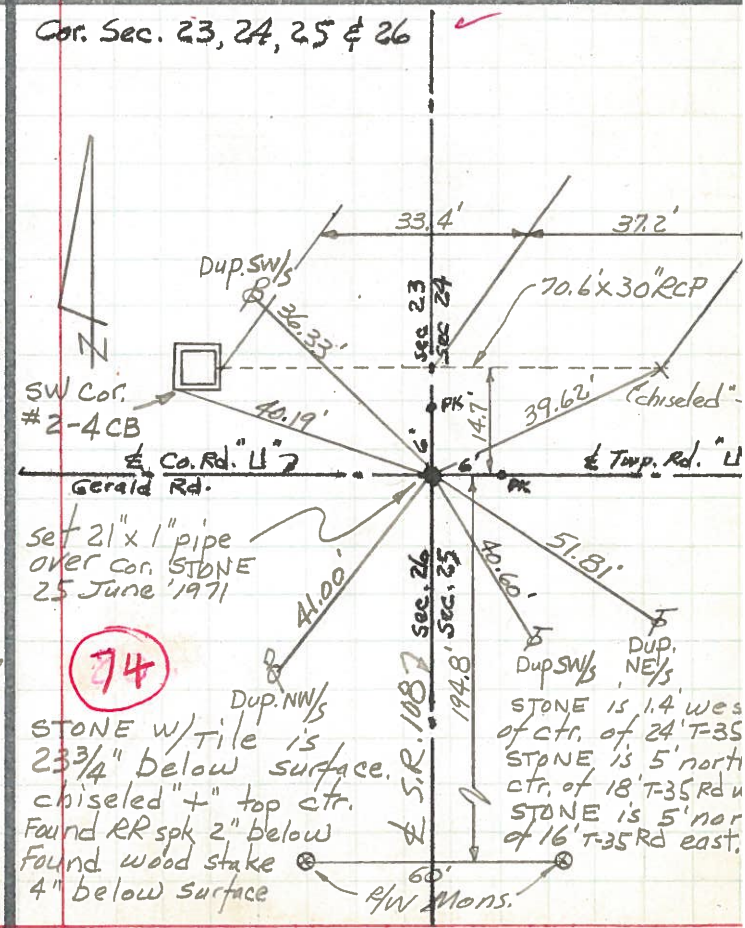 Cor. Sec. 23, 24, 25 & 26
33.4'
37.2'
Dup. SW/s
36.33'
Sec 23
Sec 24
70.6' x 30" RCP
N
SW Cor.
#2-4 CB
40.19'
PK
14.7'
39.62'
"chiseled"
6'
6'
℄ Co. Rd. "U"
℄ Twp. Rd. "U
Gerald Rd.
PK
set 21" x 1" pipe
over cor. STONE
25 June '1971
41.00'
Sec. 26
Sec. 25
40.60'
51.81'
74
Dup. NW/s
Dup SW/s
Dup.
NE/s
℄ S.R. 108
194.8'
STONE W/Tile is
23 3/4" below surface.
chiseled "+" top ctr.
Found RR spk 2" below
Found wood stake
4" below surface
STONE is 1.4' wes
of ctr. of 24' T-35
STONE is 5' nort
ctr. of 18' T-35 Rd w
STONE is 5' nor
of 16' T-35 Rd east.
60'
R/W Mons.